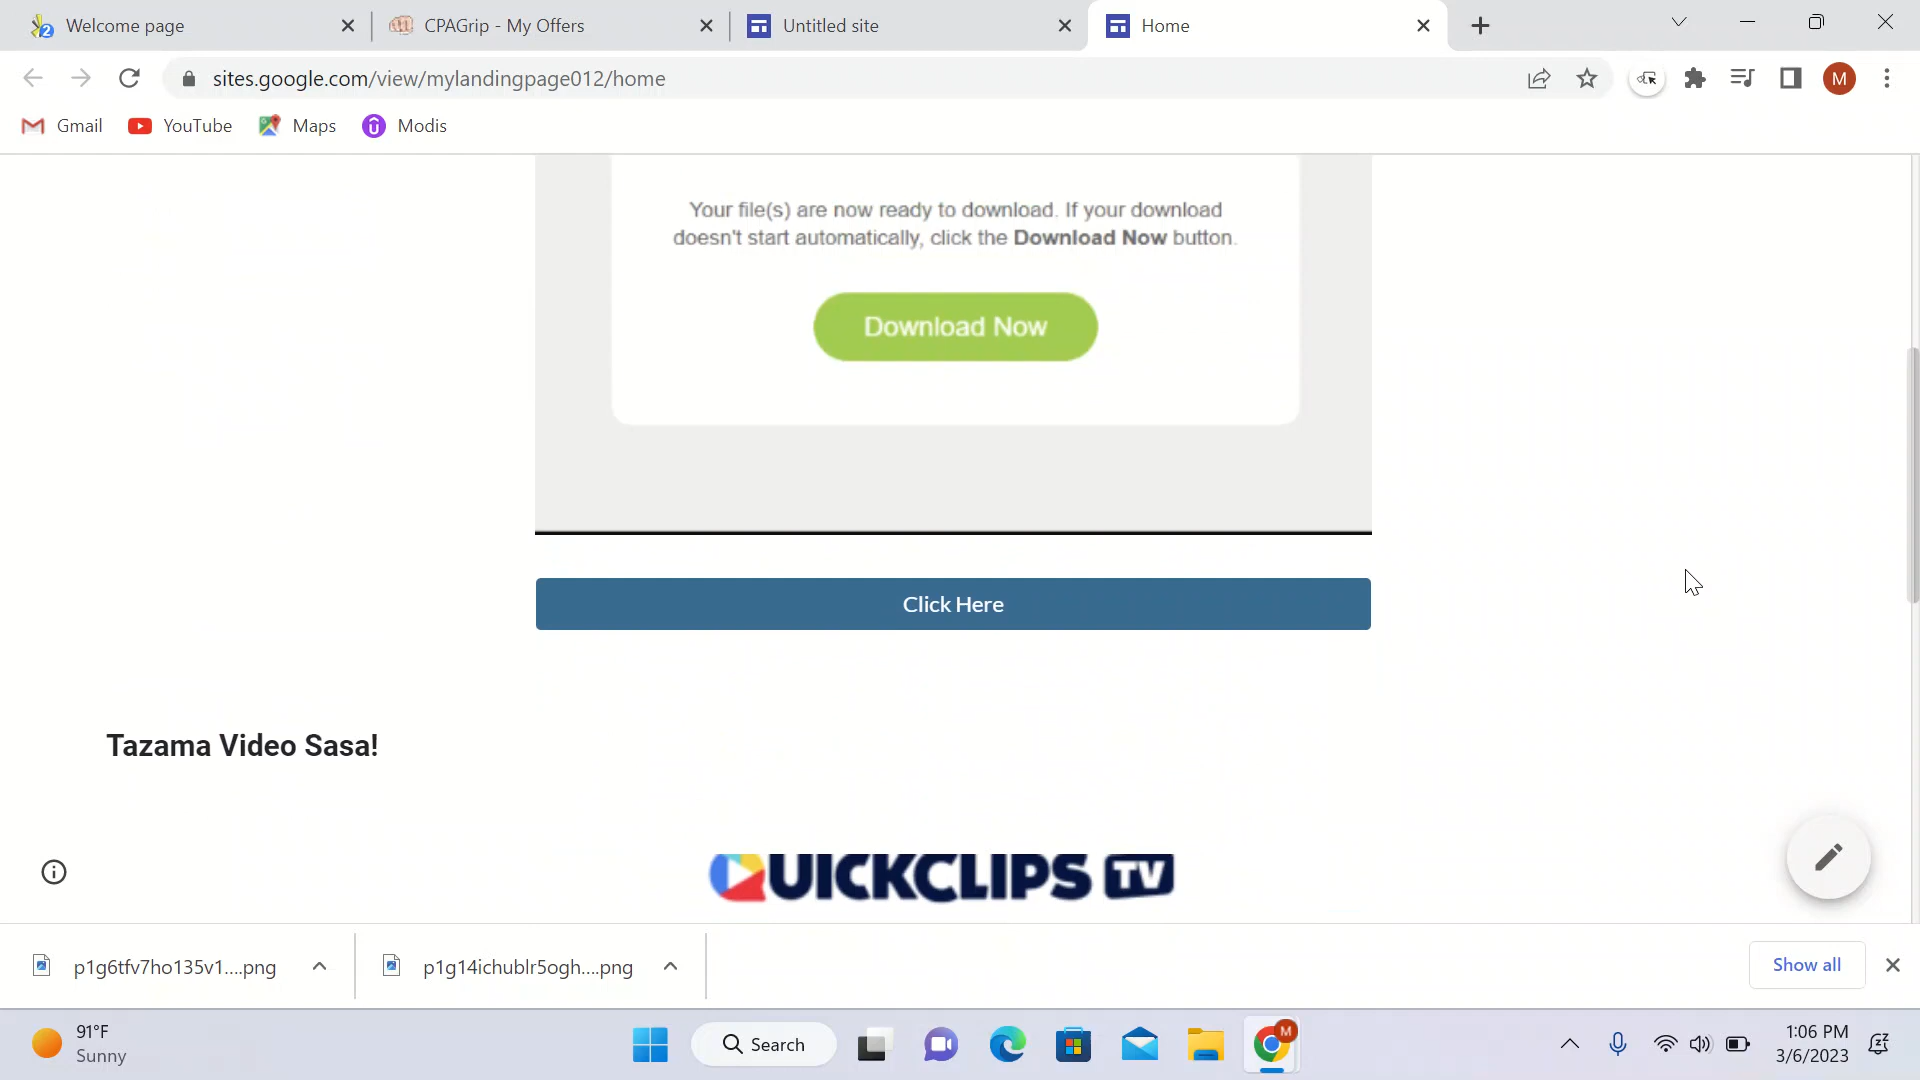 Welcome page
CPAGrip - My Offers
Untitled site
Home
sites.google.com/view/mylandingpage012/home
M
Gmail
YouTube
Maps
Modis
Your file(s) are now ready to download. If your download
doesn't start automatically, click the Download Now button.
Download Now
Click Here
Tazama Video Sasa!
QUICKCLIPS TV
p1g6tfv7ho135v1....png
p1g14ichublr5ogh....png
Show all
91°F
Sunny
Search
M
1:06 PM
3/6/2023